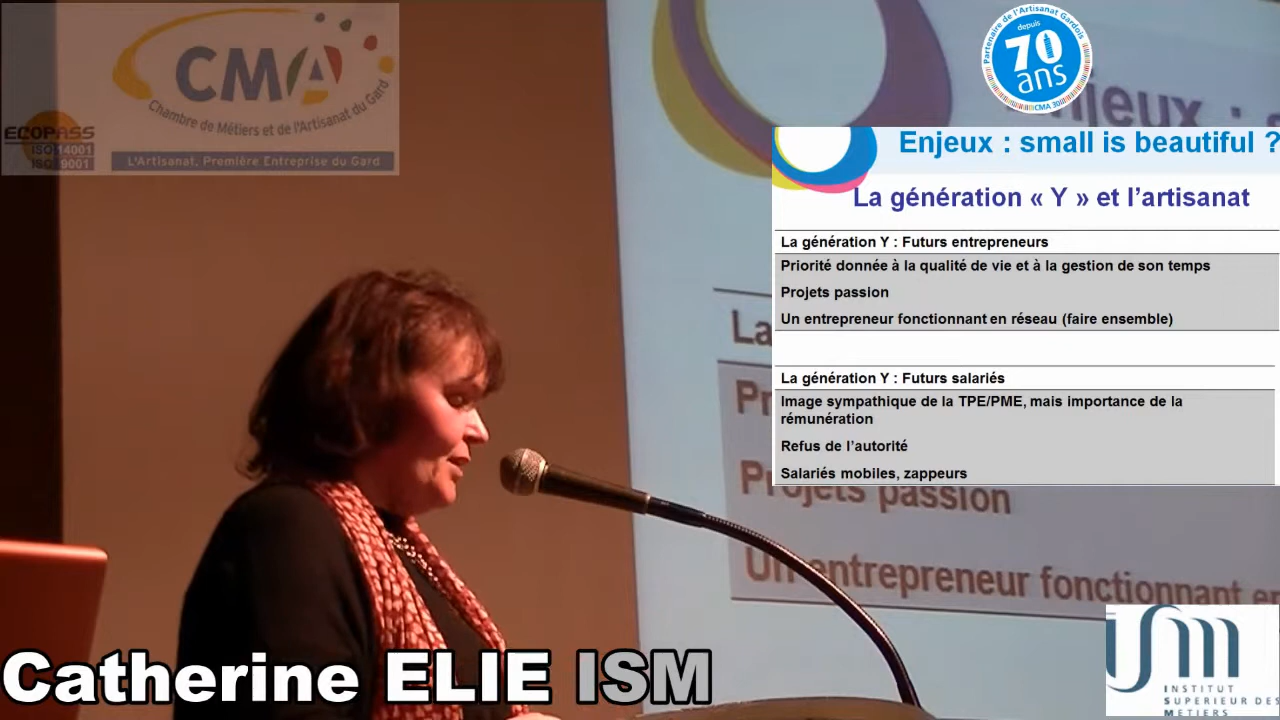 CMA
Chambre de Métiers et de l'Artisanat du Gard
ECOPASS
ISO 14001
ISO 9001
L'Artisanat, Première Entreprise du Gard
Partenaire de l'Artisanat Gardois
depuis
70
ans
CMA 30
Enjeux :
Enjeux : small is beautiful ?
La génération « Y » et l'artisanat
La génération Y : Futurs entrepreneurs
Priorité donnée à la qualité de vie et à la gestion de son temps
Projets passion
Un entrepreneur fonctionnant en réseau (faire ensemble)
La génération Y : Futurs salariés
Image sympathique de la TPE/PME, mais importance de la
rémunération
Refus de l'autorité
Salariés mobiles, zappeurs
La
Pr
Projets passion
Un entrepreneur fonctionnant en
Catherine ELIE ISM
ism
INSTITUT
SUPERIEUR DES
METIERS